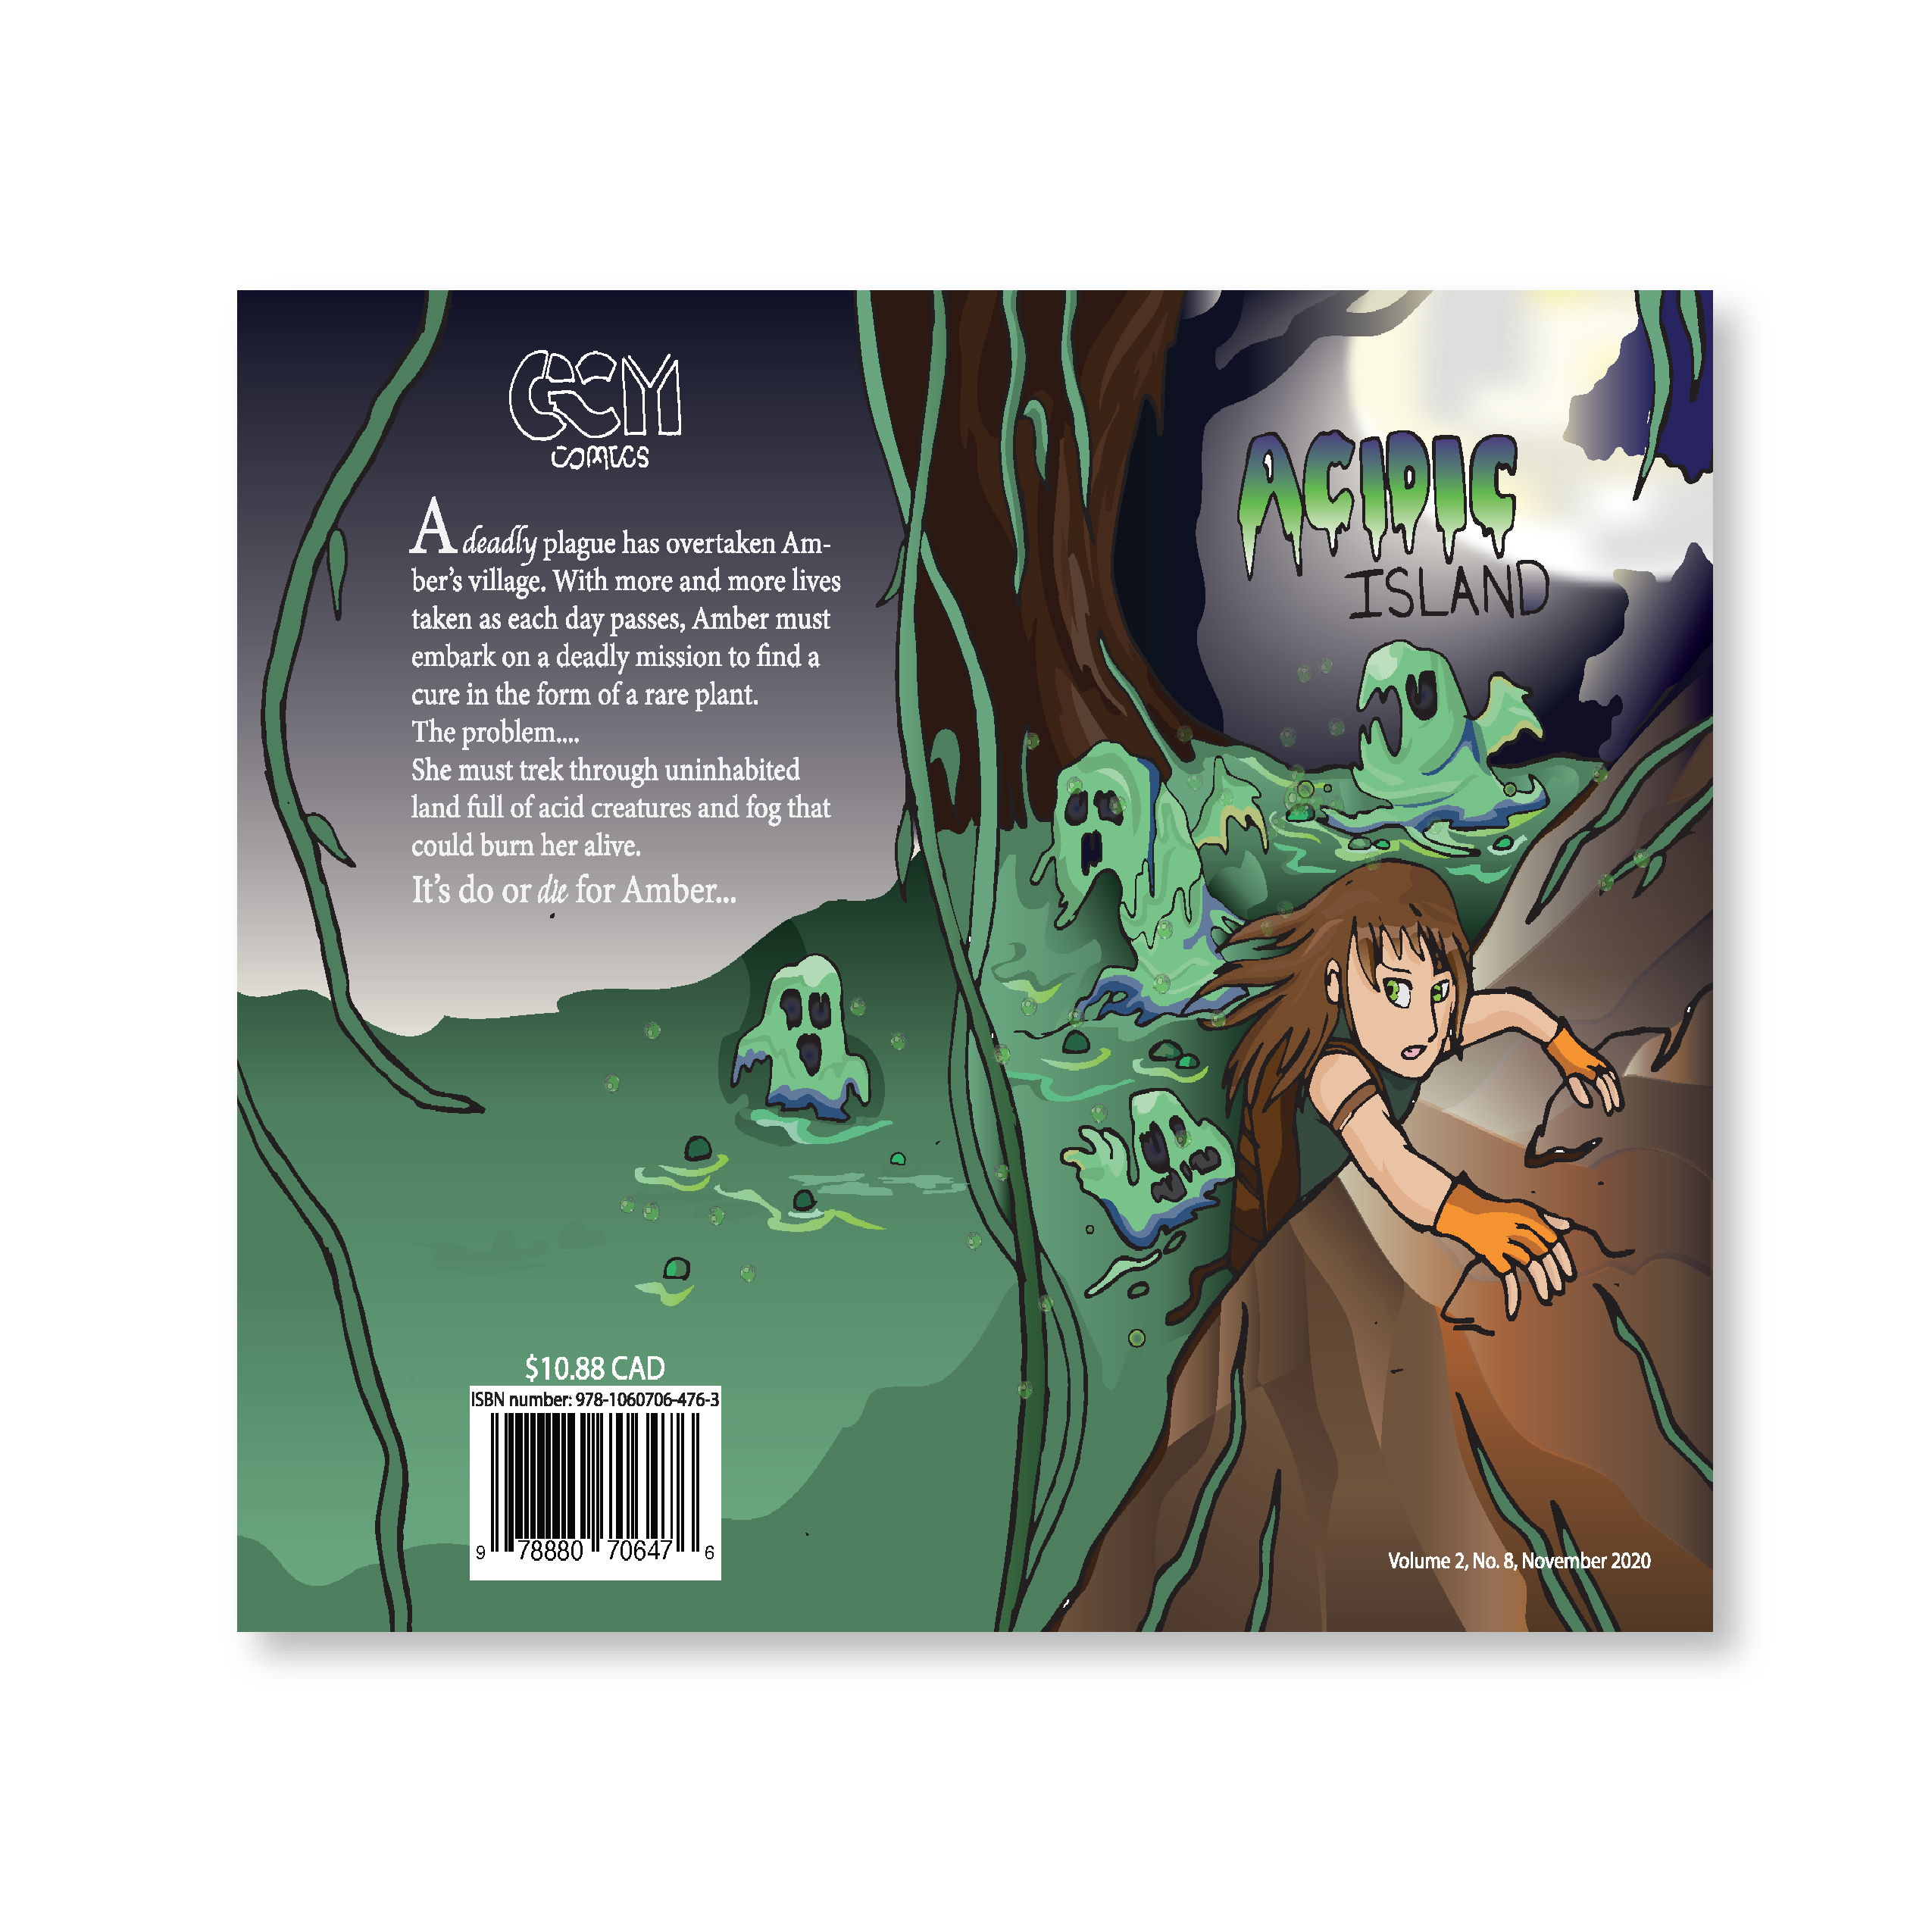 GEM
COMICS
A deadly plague has overtaken Am-
ber's village. With more and more lives
taken as each day passes, Amber must
embark on a deadly mission to find a
cure in the form of a rare plant.
The problem....
She must trek through uninhabited
land full of acid creatures and fog that
could burn her alive.
It's do or die for Amber...
$10.88 CAD
ISBN number: 978-1060706-476-3
9 78880 70647 6
ACIDIC
ISLAND
Volume 2, No. 8, November 2020